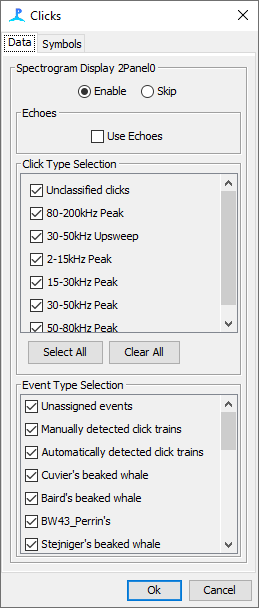 Clicks
Data Symbols
Spectrogram Display 2Panel0
Enable Skip
Echoes
Use Echoes
Click Type Selection
Unclassified clicks
80-200kHz Peak
30-50kHz Upsweep
2-15kHz Peak
15-30kHz Peak
30-50kHz Peak
50-80kHz Peak
Select All Clear All
Event Type Selection
Unassigned events
Manually detected click trains
Automatically detected click trains
Cuvier's beaked whale
Baird's beaked whale
BW43_Perrin's
Stejniger's beaked whale
Ok Cancel